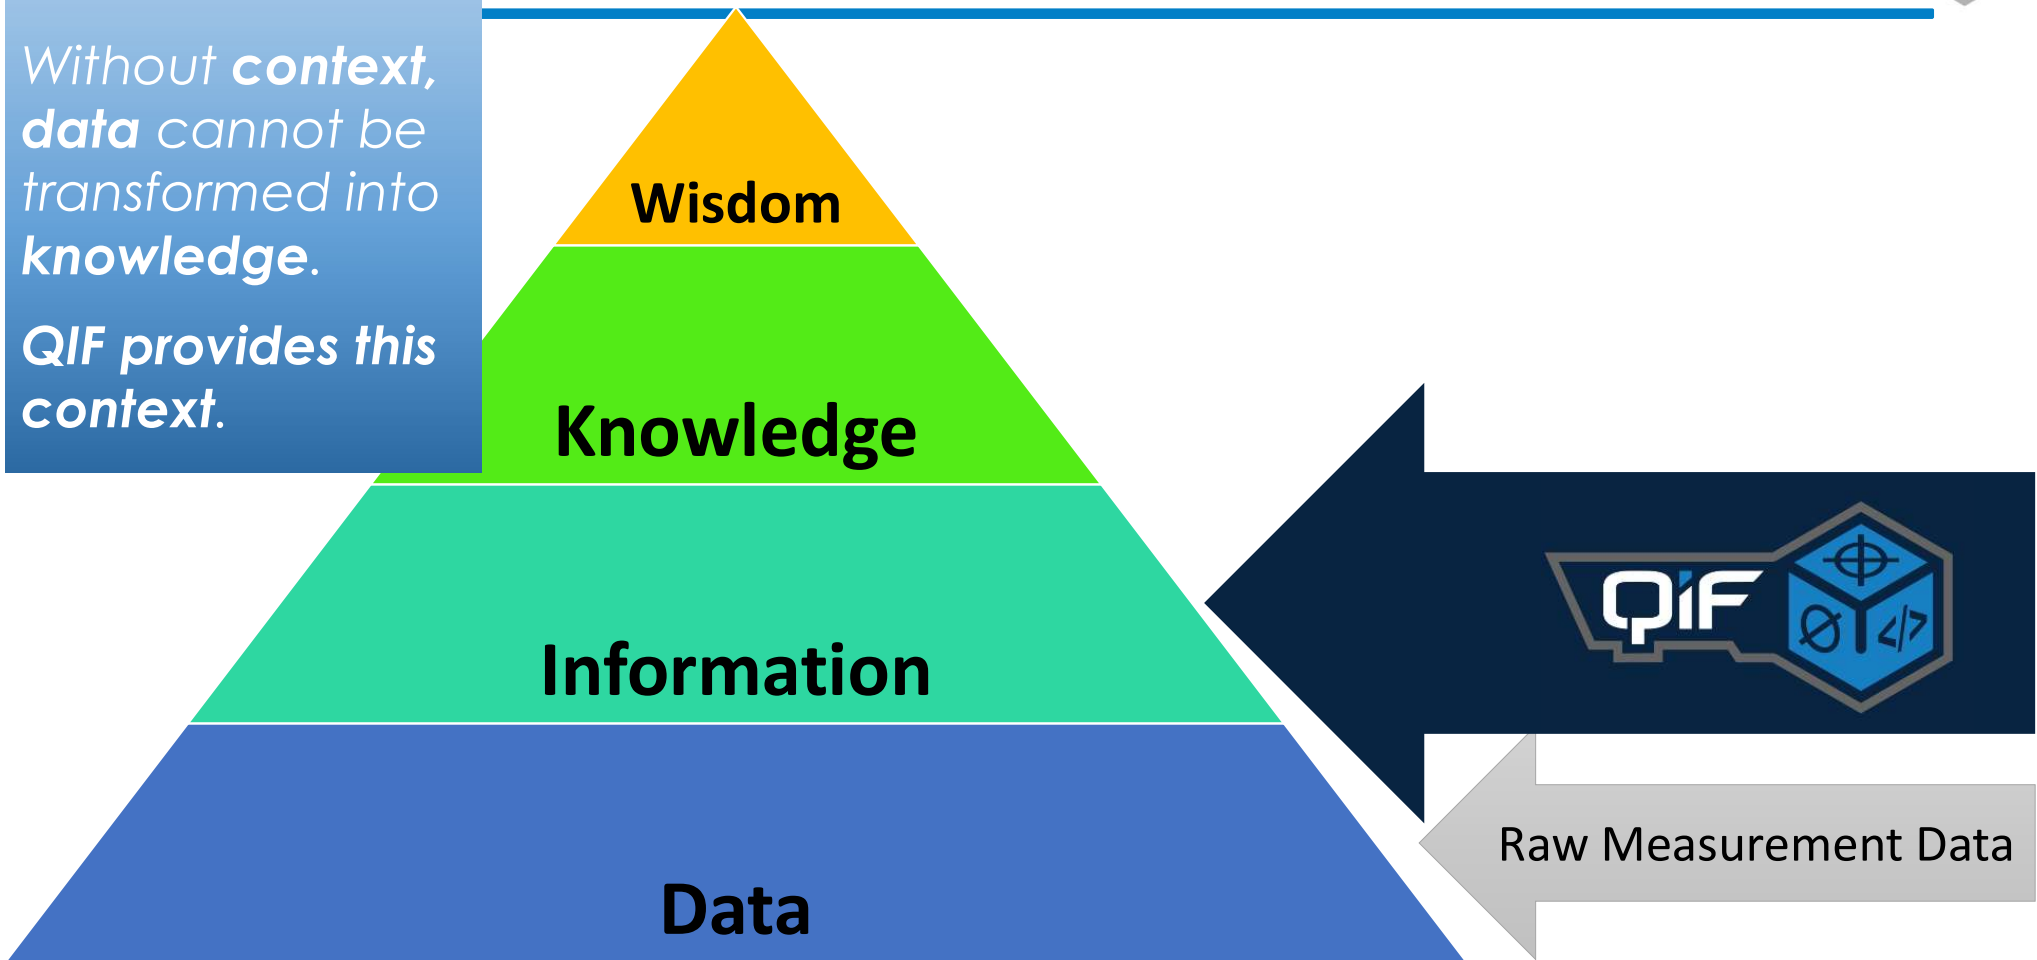 Without context,
data cannot be
transformed into
knowledge.
QIF provides this
context.
Wisdom
Knowledge
Information
Data
QiF
Ø
</>
Raw Measurement Data